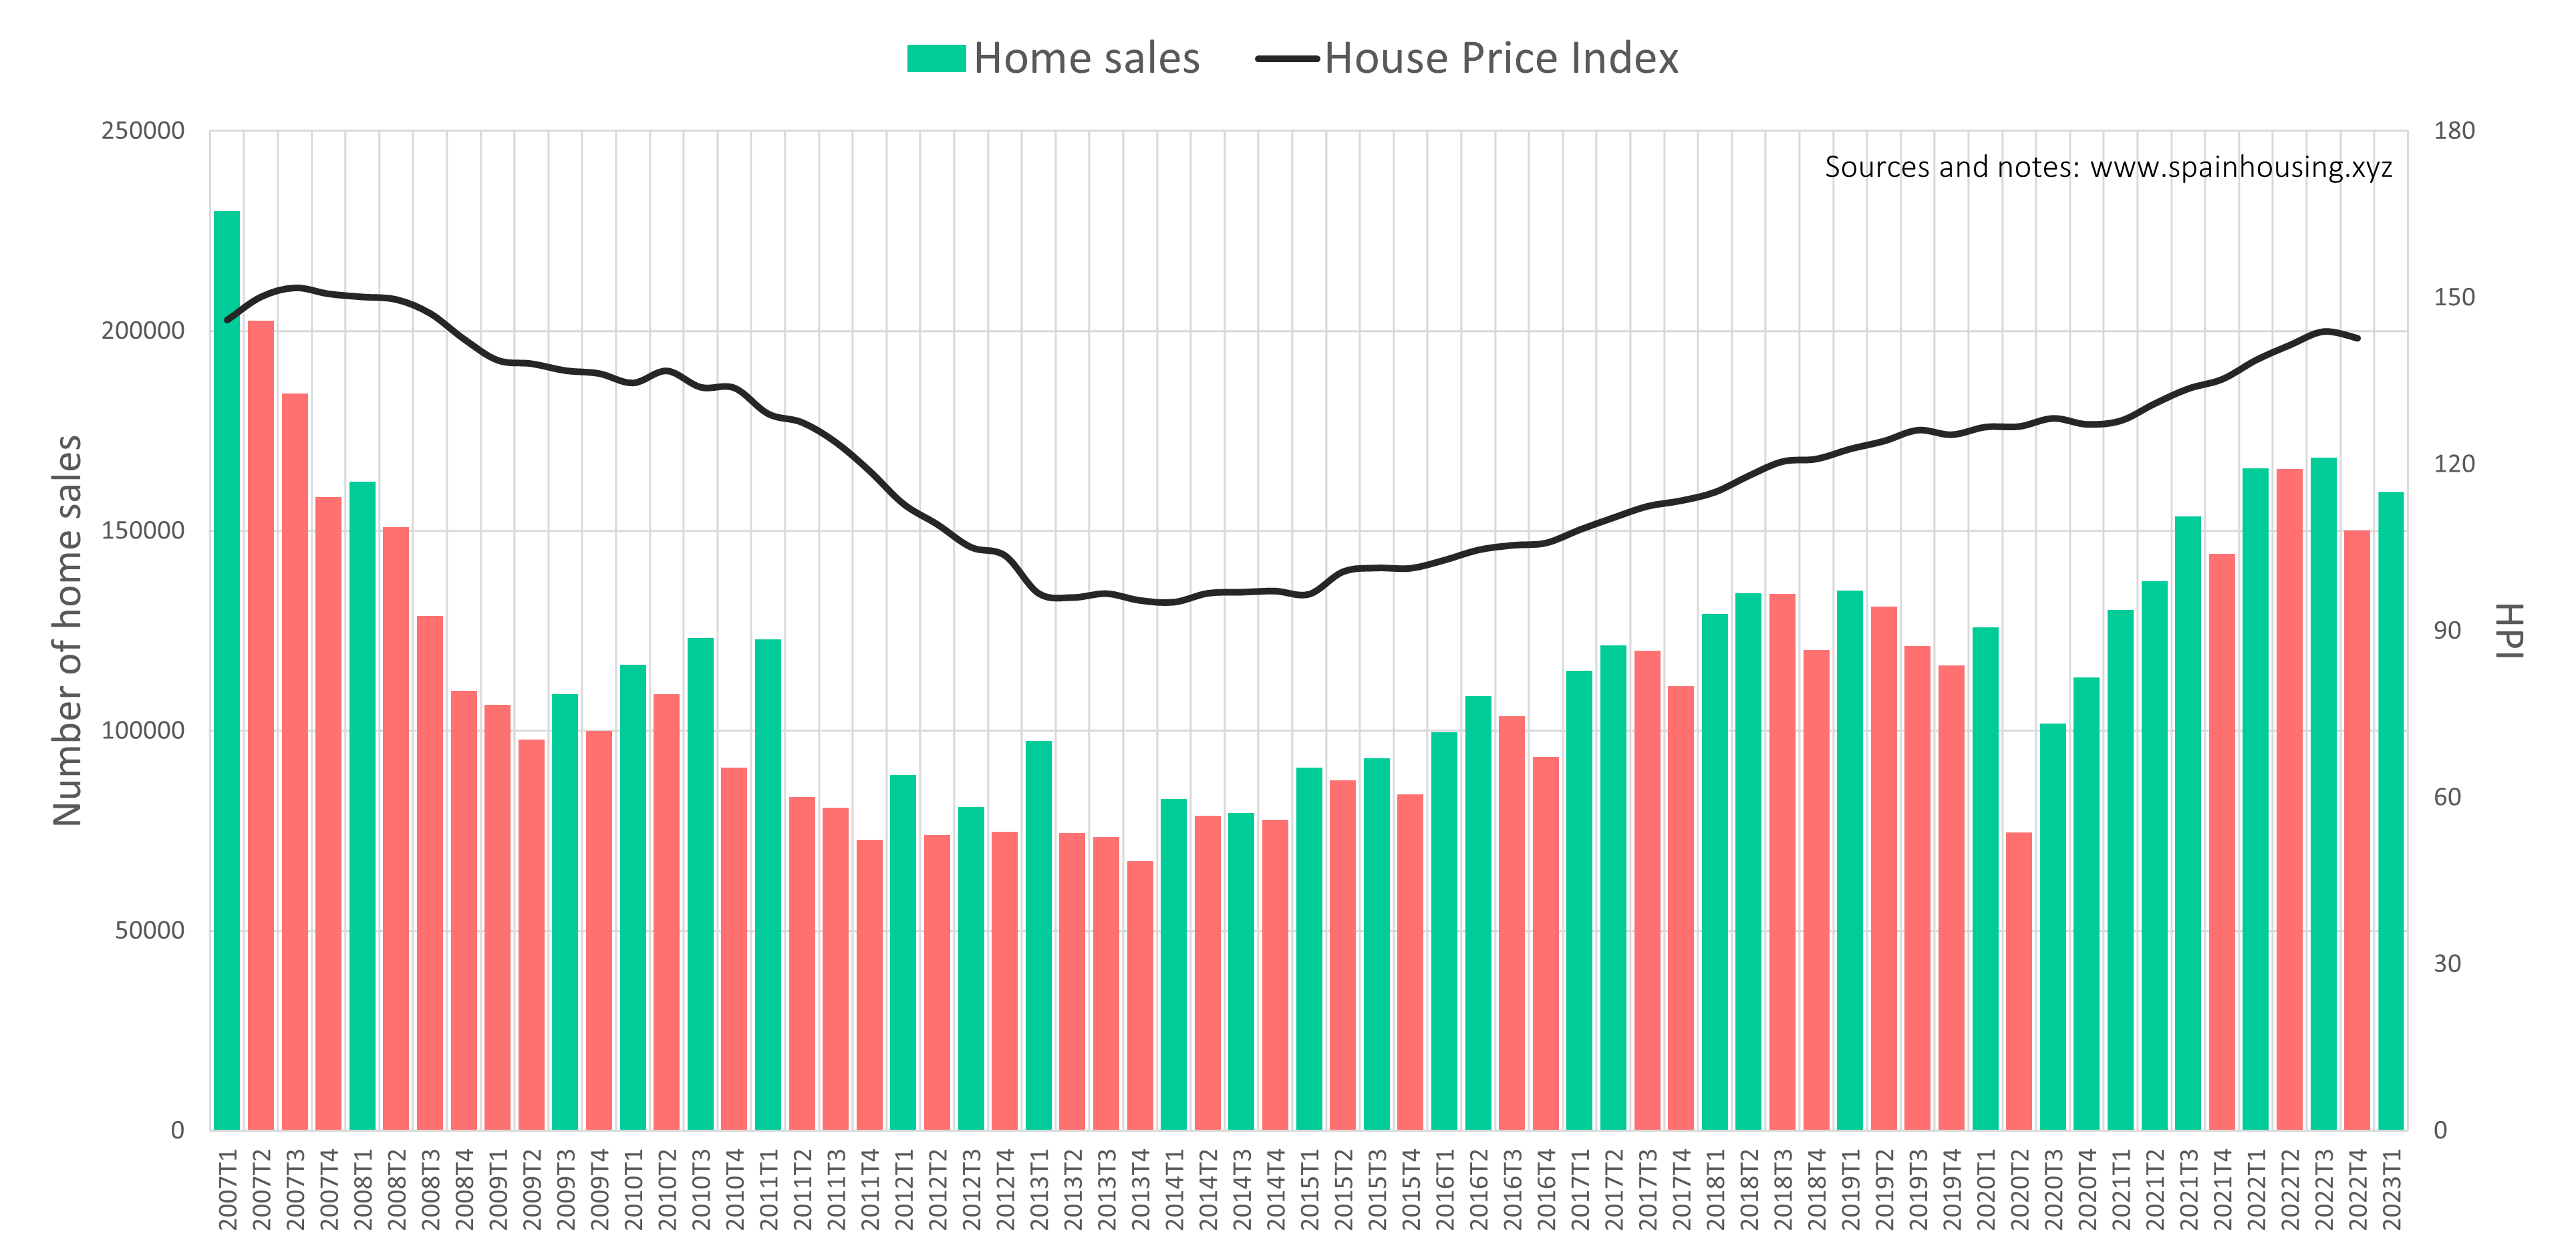 Home sales
House Price Index
250000
200000
150000
100000
50000
0
180
150
120
90
60
30
0
Number of home sales
HPI
Sources and notes: www.spainhousing.xyz
2007T1
2007T2
2007T3
2007T4
2008T1
2008T2
2008T3
2008T4
2009T1
2009T2
2009T3
2009T4
2010T1
2010T2
2010T3
2010T4
2011T1
2011T2
2011T3
2011T4
2012T1
2012T2
2012T3
2012T4
2013T1
2013T2
2013T3
2013T4
2014T1
2014T2
2014T3
2014T4
2015T1
2015T2
2015T3
2015T4
2016T1
2016T2
2016T3
2016T4
2017T1
2017T2
2017T3
2017T4
2018T1
2018T2
2018T3
2018T4
2019T1
2019T2
2019T3
2019T4
2020T1
2020T2
2020T3
2020T4
2021T1
2021T2
2021T3
2021T4
2022T1
2022T2
2022T3
2022T4
2023T1